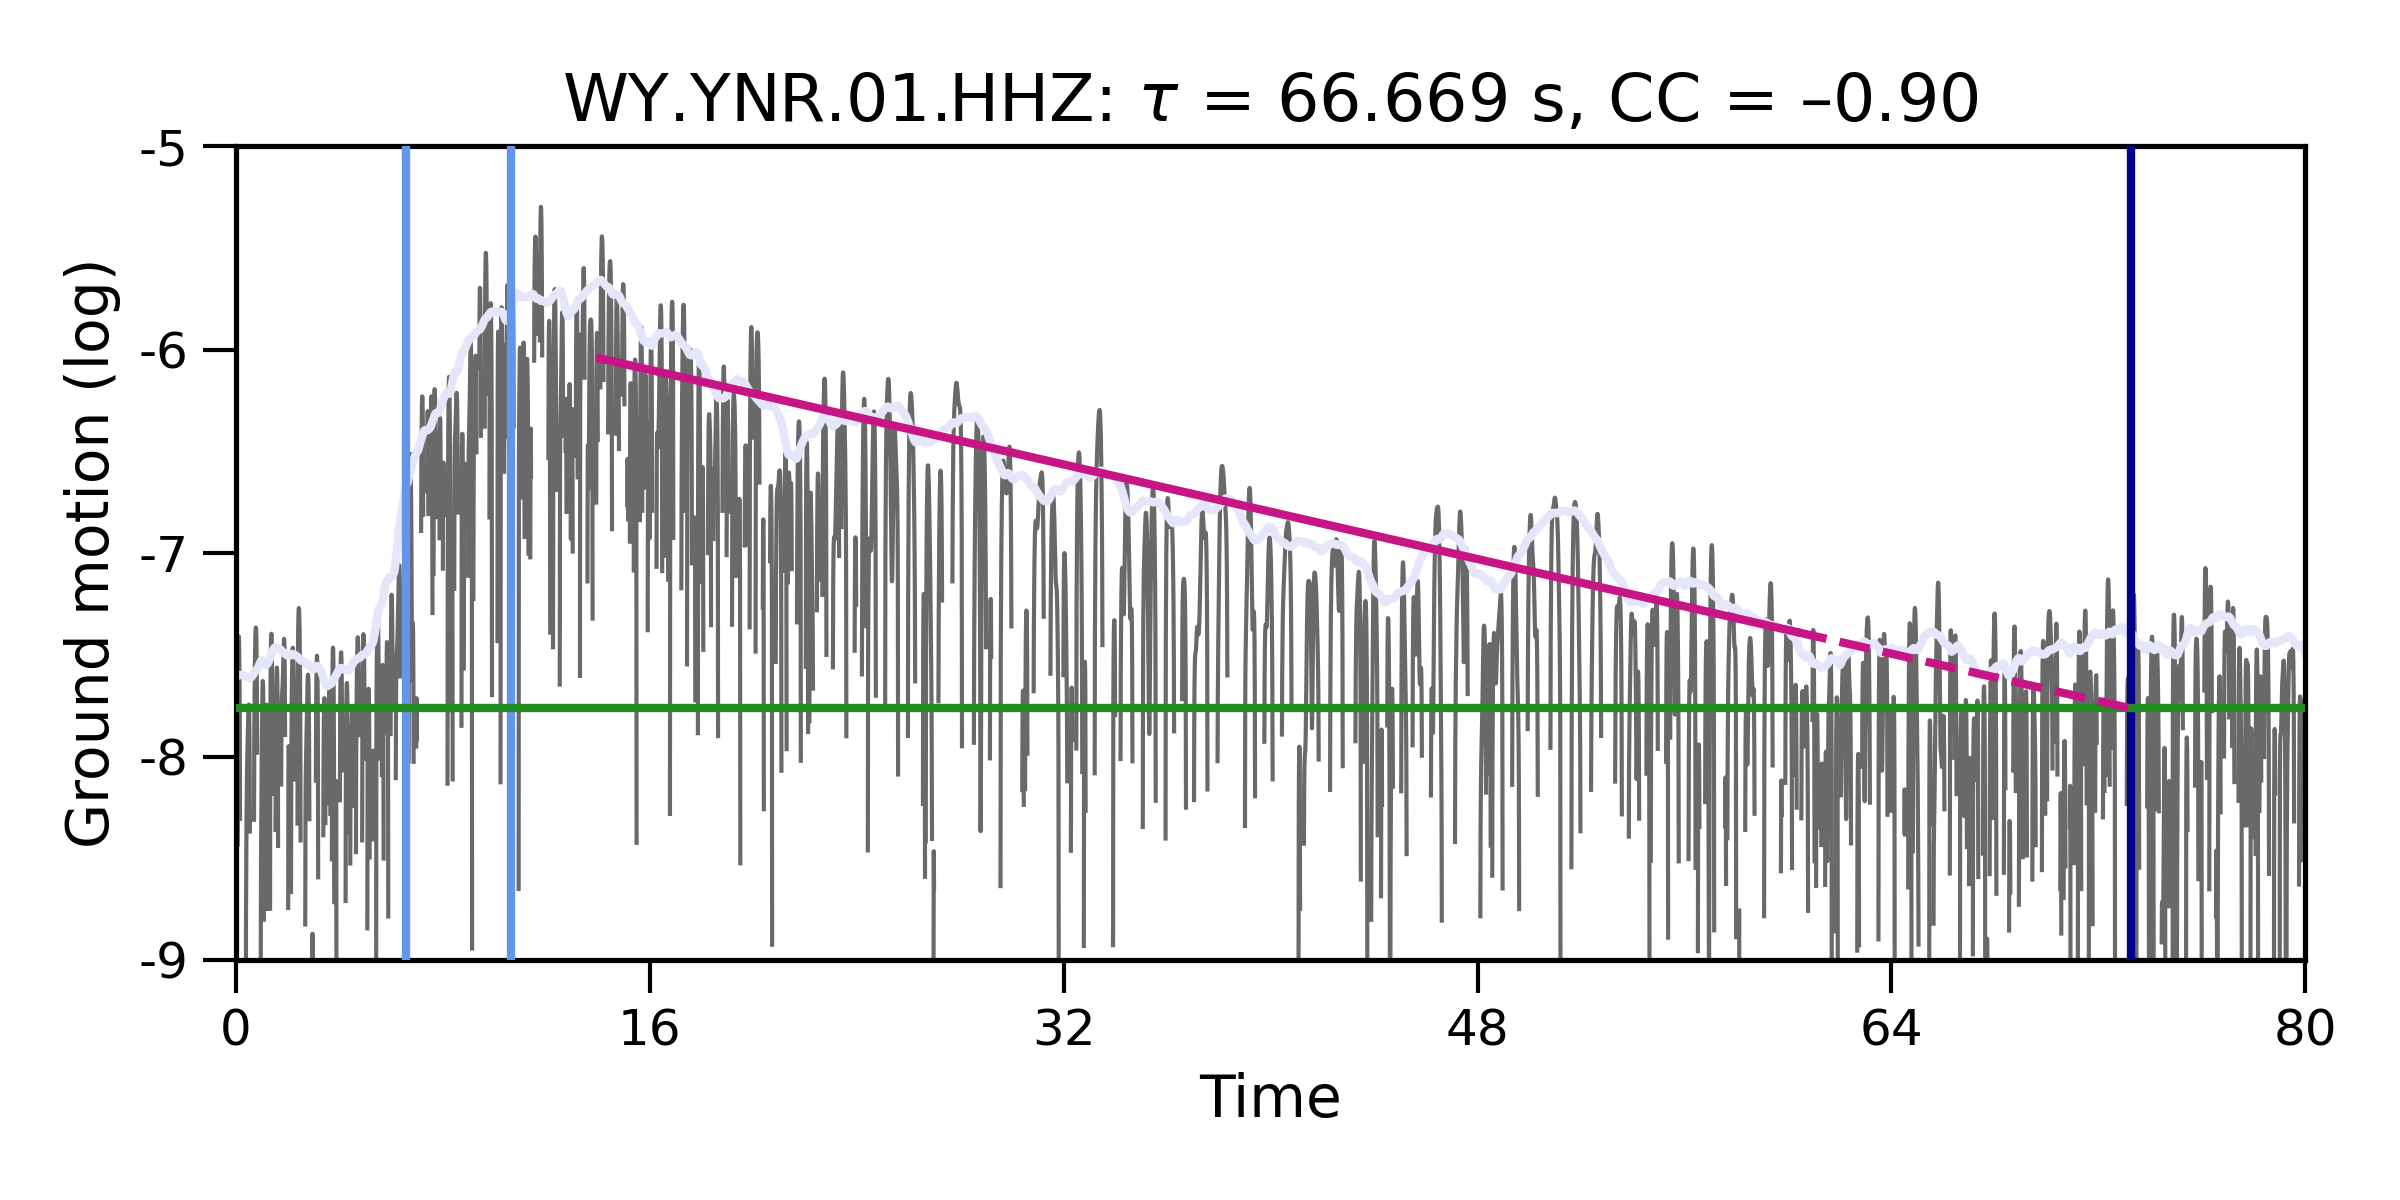 WY.YNR.01.HHZ: τ = 66.669 s, CC = –0.90
Ground motion (log)
-5
-6
-7
-8
-9
0 16 32 48 64 80
Time